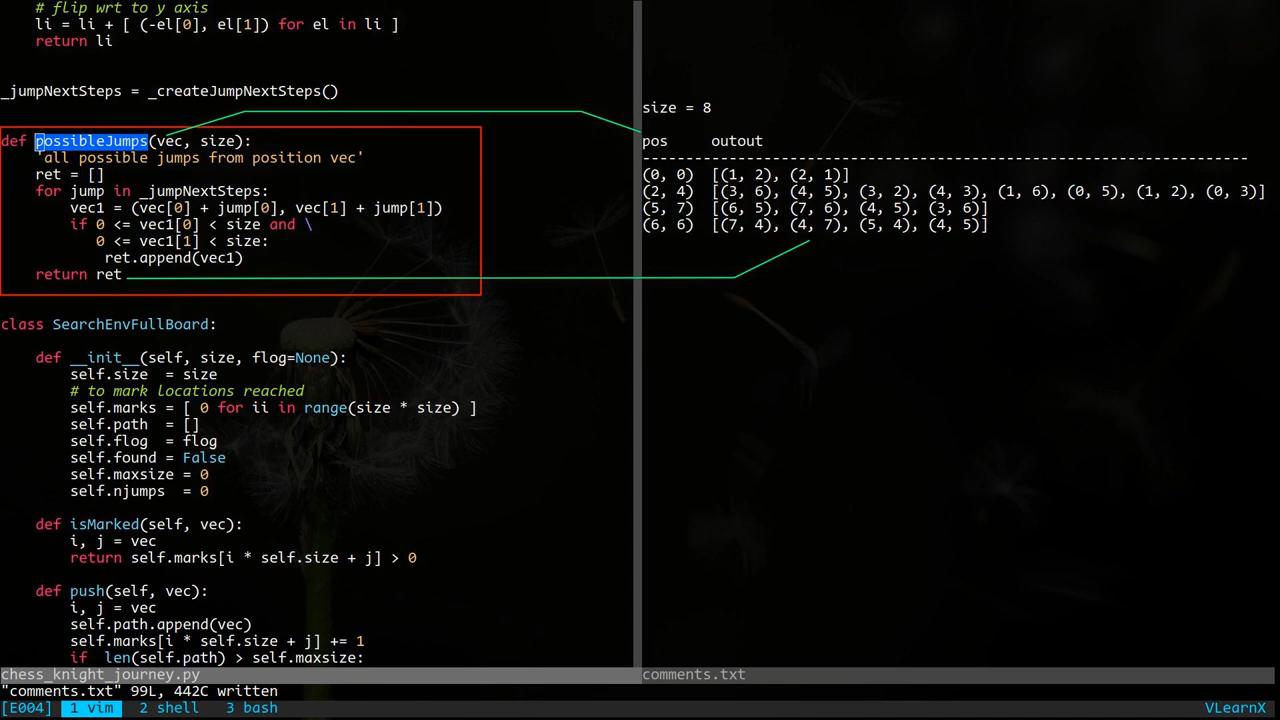 # flip wrt to y axis
li = li + [ (-el[0], el[1]) for el in li ]
return li
_jumpNextSteps = _createJumpNextSteps()
def possibleJumps(vec, size):
'all possible jumps from position vec'
ret = []
for jump in _jumpNextSteps:
vec1 = (vec[0] + jump[0], vec[1] + jump[1])
if 0 <= vec1[0] < size and \
0 <= vec1[1] < size:
ret.append(vec1)
return ret
class SearchEnvFullBoard:
def __init__(self, size, flog=None):
self.size  = size
# to mark locations reached
self.marks = [ 0 for ii in range(size * size) ]
self.path  = []
self.flog  = flog
self.found = False
self.maxsize = 0
self.njumps  = 0
def isMarked(self, vec):
i, j = vec
return self.marks[i * self.size + j] > 0
def push(self, vec):
i, j = vec
self.path.append(vec)
self.marks[i * self.size + j] += 1
if  len(self.path) > self.maxsize:
chess_knight_journey.py
size = 8
pos     outout
----------------------------------------------------------------------
(0, 0)  [(1, 2), (2, 1)]
(2, 4)  [(3, 6), (4, 5), (3, 2), (4, 3), (1, 6), (0, 5), (1, 2), (0, 3)]
(5, 7)  [(6, 5), (7, 6), (4, 5), (3, 6)]
(6, 6)  [(7, 4), (4, 7), (5, 4), (4, 5)]
comments.txt
"comments.txt" 99L, 442C written
[E004]  1 vim   2 shell   3 bash   VLearnX